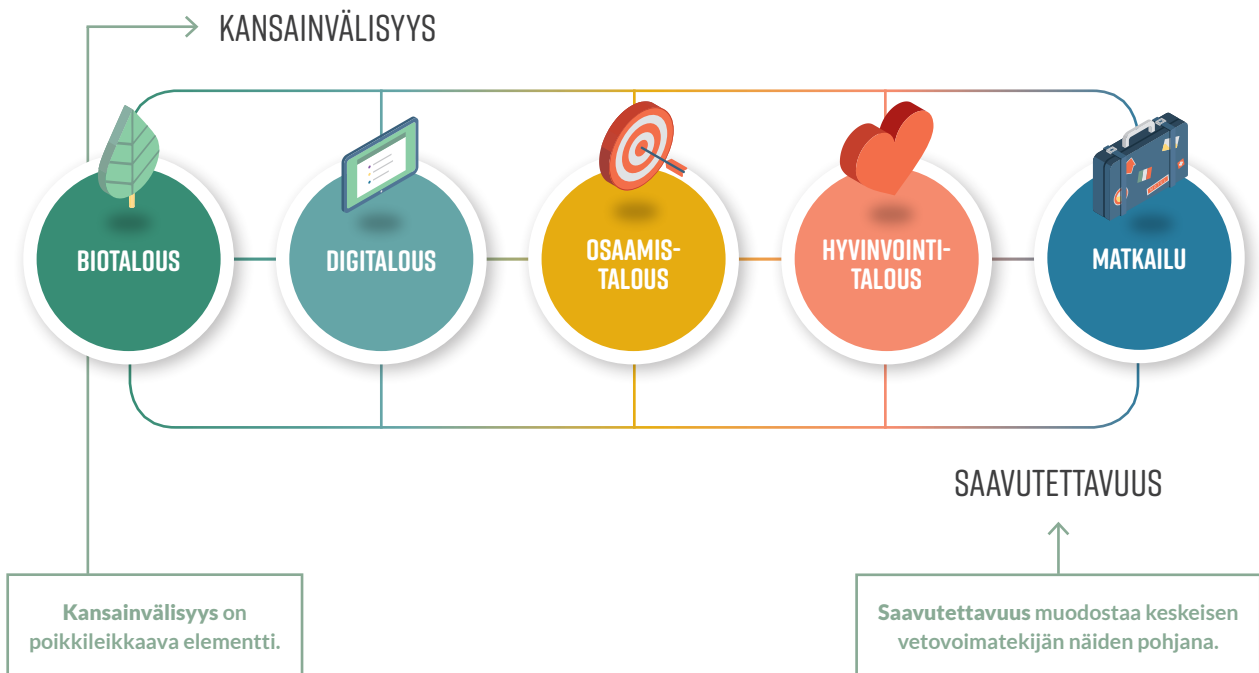 KANSAINVÄLISYYS
BIOTALOUS
DIGITALOUS
OSAAMIS-
TALOUS
HYVINVOINTI-
TALOUS
MATKAILU
SAAVUTETTAVUUS
Kansainvälisyys on
poikkileikkaava elementti.
Saavutettavuus muodostaa keskeisen
vetovoimatekijän näiden pohjana.